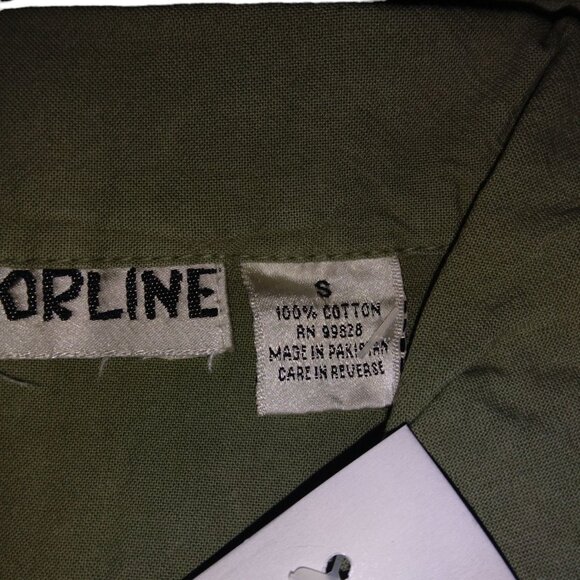 ORLINE
S
100% COTTON
RN 99828
MADE IN PAKISTAN
CARE IN REVERSE